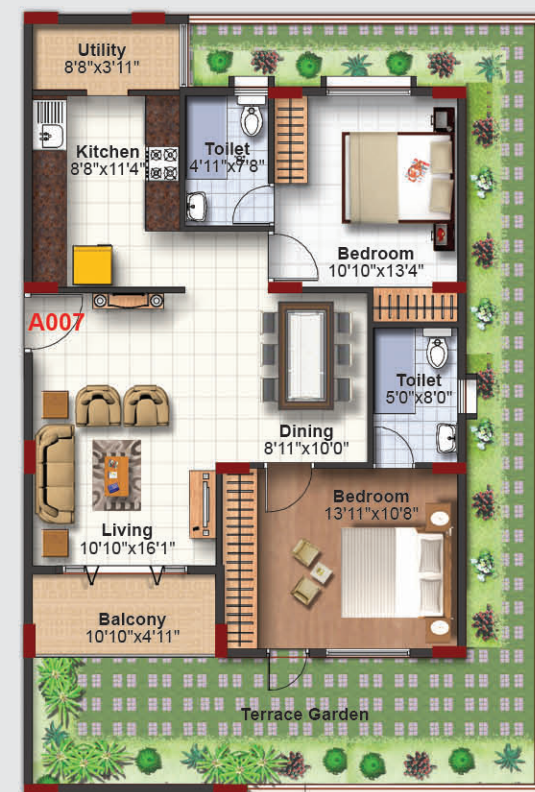 Utility
8'8"x3'11"
Kitchen
8'8"x11'4"
Toilet
4'11"x7'8"
Bedroom
10'10"x13'4"
A007
Toilet
5'0"x8'0"
Dining
8'11"x10'0"
Bedroom
13'11"x10'8"
Living
10'10"x16'1"
Balcony
10'10"x4'11"
Terrace Garden